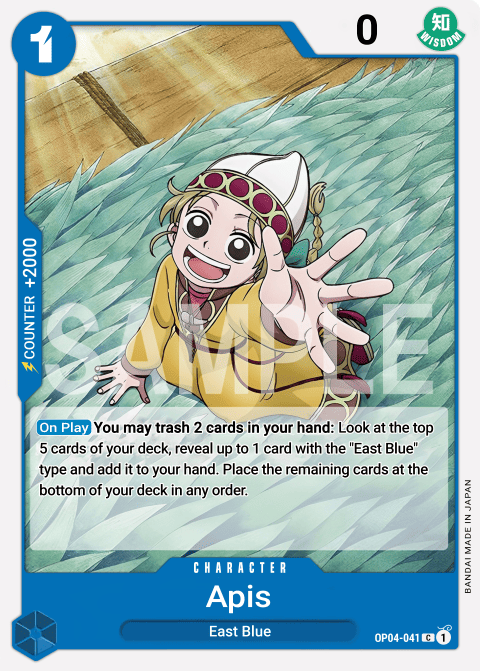 1
0
知
WISDOM
COUNTER +2000
SAMPLE
On Play You may trash 2 cards in your hand: Look at the top
5 cards of your deck, reveal up to 1 card with the "East Blue"
type and add it to your hand. Place the remaining cards at the
bottom of your deck in any order.
BANDAI MADE IN JAPAN
CHARACTER
Apis
East Blue
OP04-041 C 1